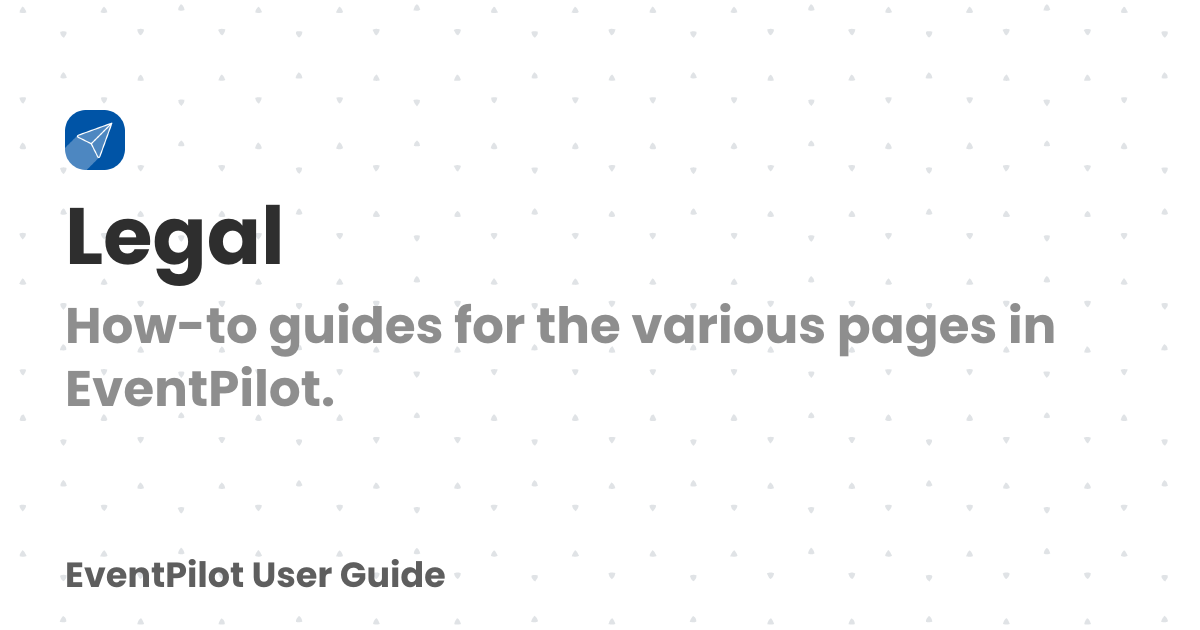 Legal
How-to guides for the various pages in
EventPilot.
EventPilot User Guide